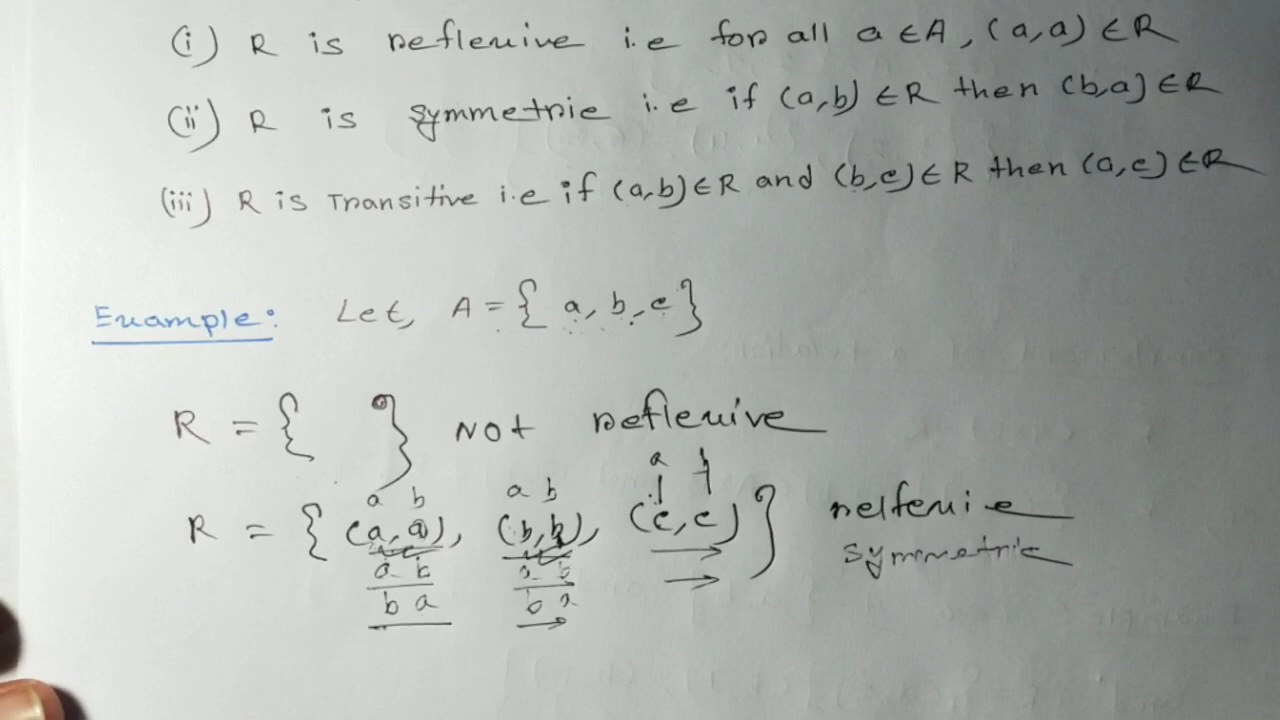 (i) R is reflexive i.e for all a ∈ A, (a,a) ∈ R
(ii) R is symmetric i.e if (a,b) ∈ R then (b,a) ∈ R
(iii) R is Transitive i.e if (a,b) ∈ R and (b,c) ∈ R then (a,c) ∈ R
Example: Let, A = { a, b, c }
R = { } Not reflexive
a b a b a b
R = { (a,a), (b,b), (c,c) } relfexie
symmetric
a b a b
b a b a